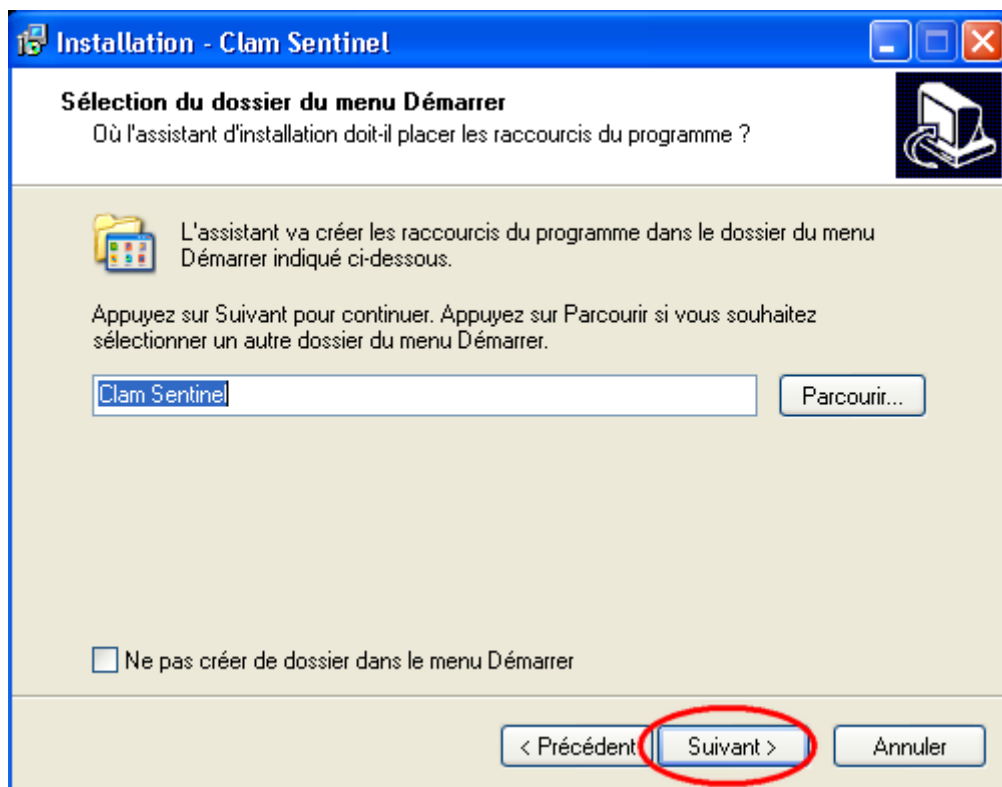 Installation - Clam Sentinel
Sélection du dossier du menu Démarrer
Où l'assistant d'installation doit-il placer les raccourcis du programme ?
L'assistant va créer les raccourcis du programme dans le dossier du menu
Démarrer indiqué ci-dessous.
Appuyez sur Suivant pour continuer. Appuyez sur Parcourir si vous souhaitez
sélectionner un autre dossier du menu Démarrer.
Clam Sentinel
Parcourir...
Ne pas créer de dossier dans le menu Démarrer
< Précédent
Suivant >
Annuler